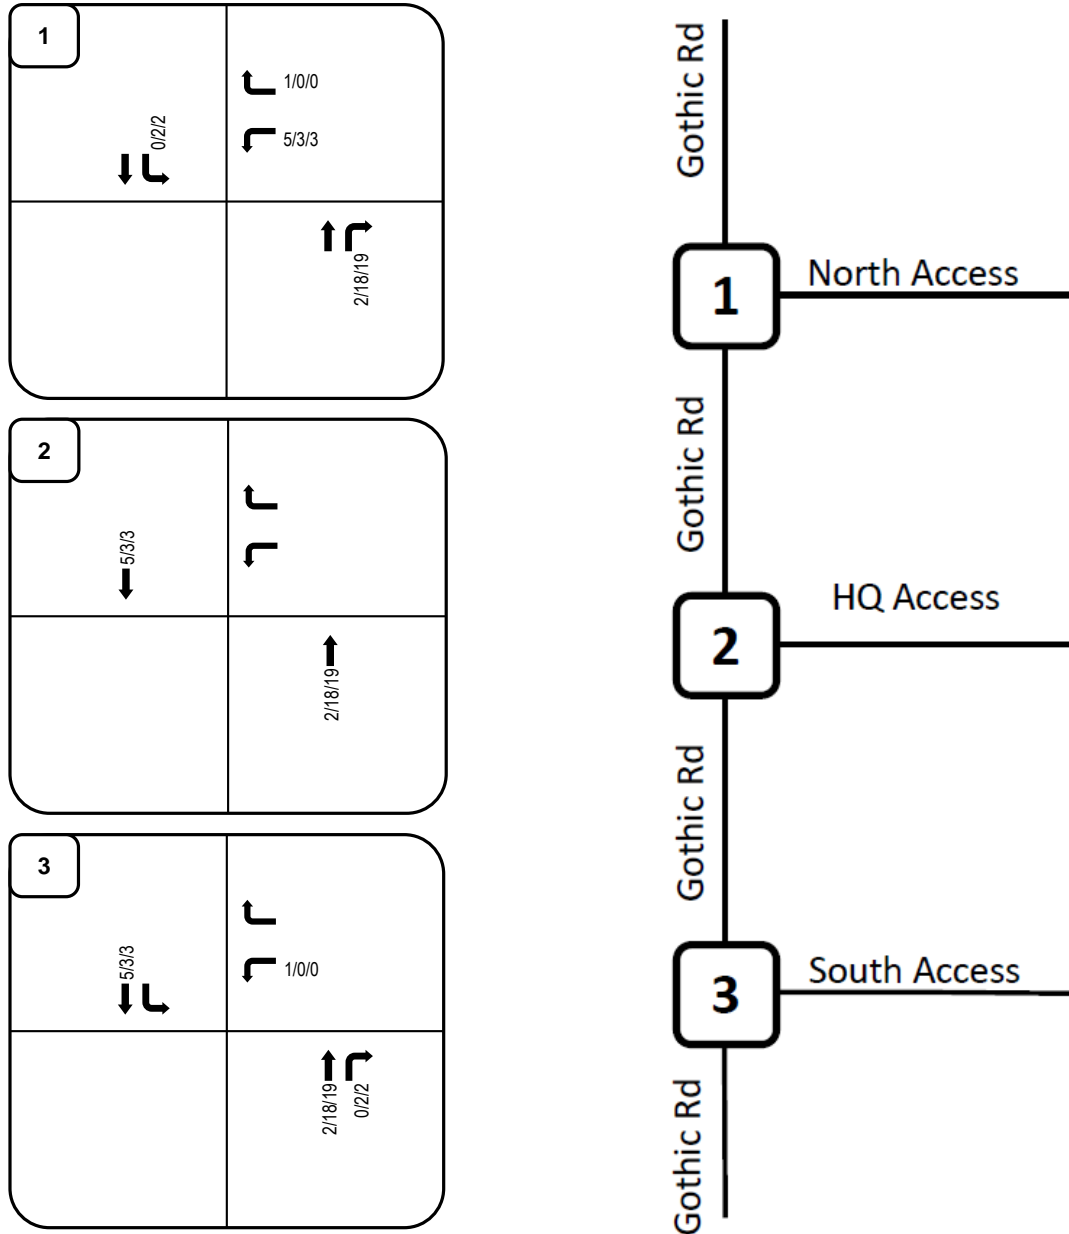 1
1/0/0
5/3/3
0/2/2
2/18/19
2
5/3/3
2/18/19
3
5/3/3
1/0/0
2/18/19
0/2/2
Gothic Rd
1
North Access
Gothic Rd
2
HQ Access
Gothic Rd
3
South Access
Gothic Rd